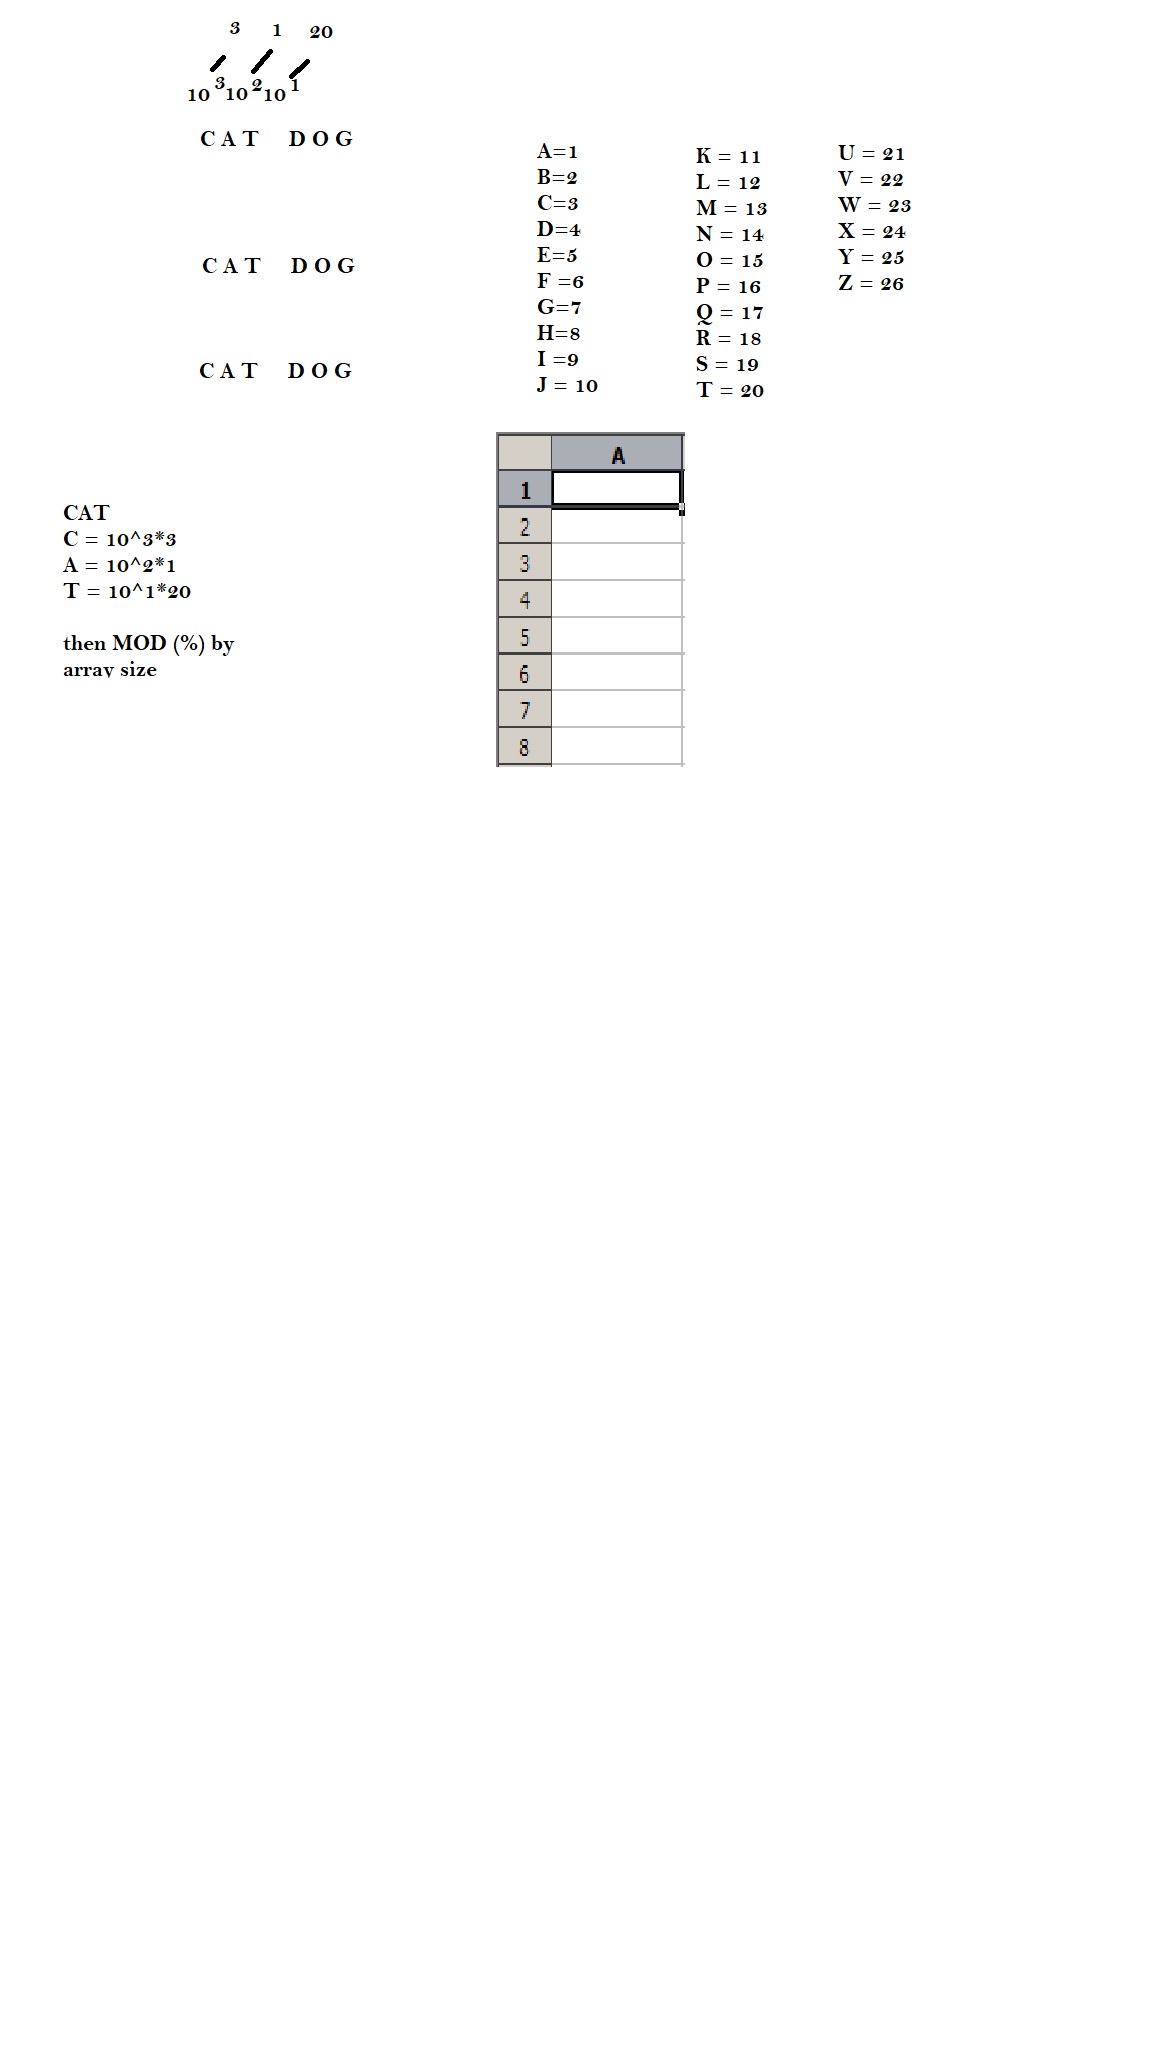 3 1 20
10 3 10 2 10 1
C A T D O G
C A T D O G
C A T D O G
A=1
B=2
C=3
D=4
E=5
F =6
G=7
H=8
I =9
J = 10
K = 11
L = 12
M = 13
N = 14
O = 15
P = 16
Q = 17
R = 18
S = 19
T = 20
U = 21
V = 22
W = 23
X = 24
Y = 25
Z = 26
CAT
C = 10^3*3
A = 10^2*1
T = 10^1*20
then MOD (%) by
array size
A
1
2
3
4
5
6
7
8